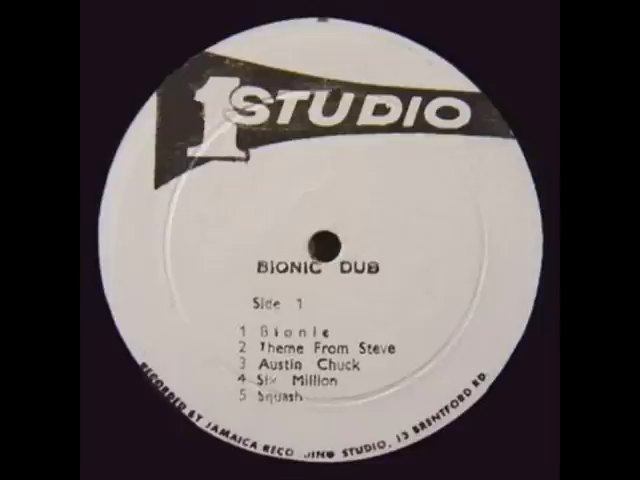 1 STUDIO
BIONIC DUB
Side 1
1 Bionic
2 Theme From Steve
3 Austin Chuck
4 Six Million
5 Squash
RECORDED BY JAMAICA RECORDING STUDIO, 13 BRENTFORD RD.